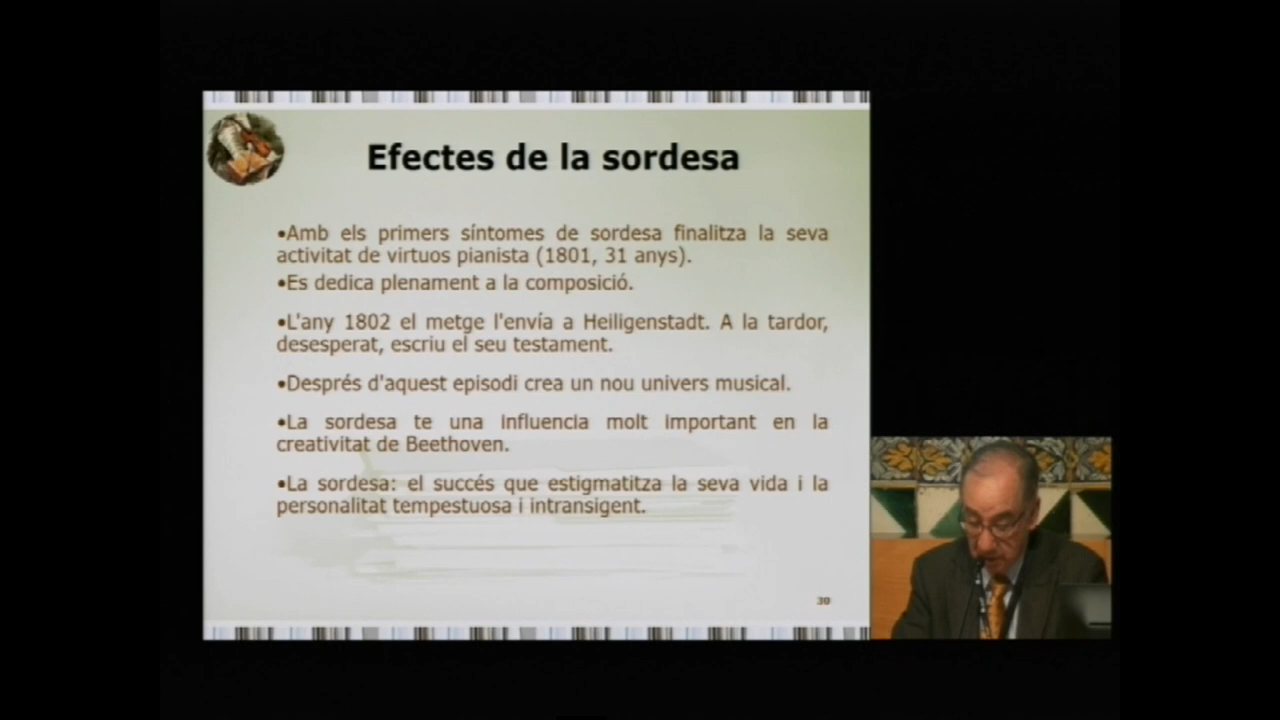 Efectes de la sordesa
•Amb els primers síntomes de sordesa finalitza la seva
activitat de virtuos pianista (1801, 31 anys).
•Es dedica plenament a la composició.
•L'any 1802 el metge l'envía a Heiligenstadt. A la tardor,
desesperat, escriu el seu testament.
•Després d'aquest episodi crea un nou univers musical.
•La sordesa te una influencia molt important en la
creativitat de Beethoven.
•La sordesa: el succés que estigmatitza la seva vida i la
personalitat tempestuosa i intransigent.
30